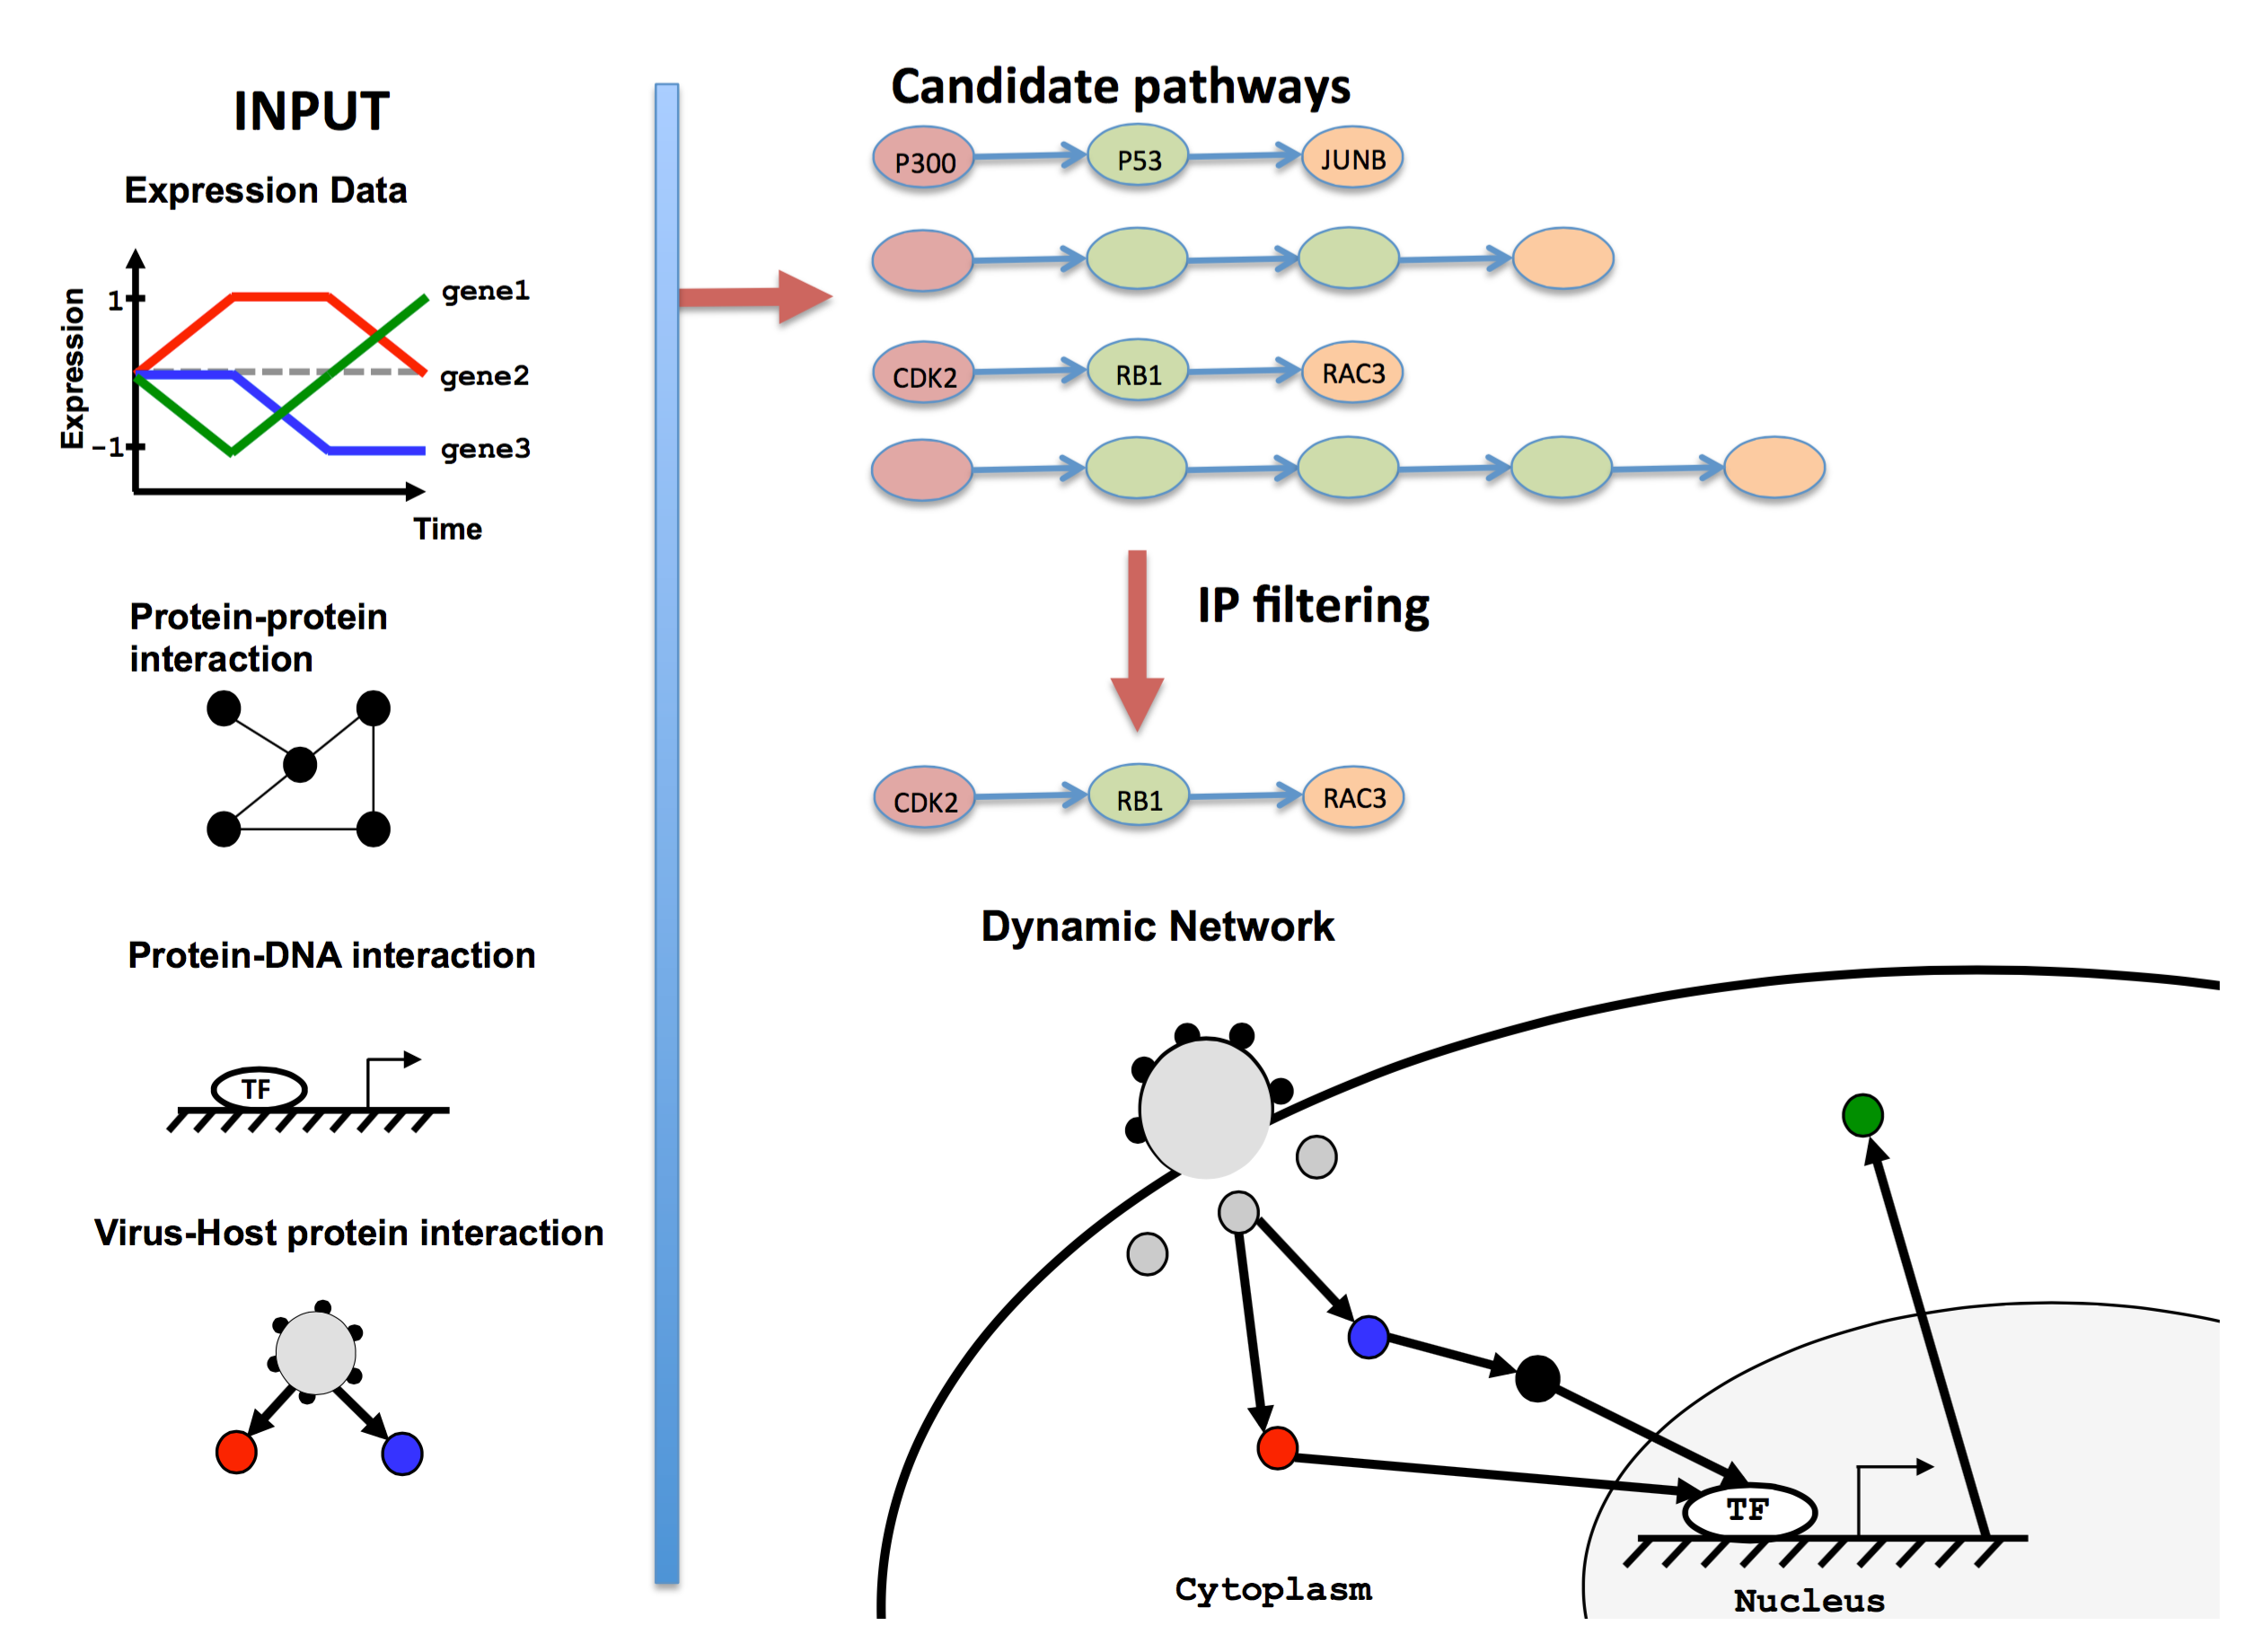 INPUT
Expression Data
Expression
1
-1
gene1
gene2
gene3
Time
Protein-protein
interaction
Protein-DNA interaction
TF
Virus-Host protein interaction
Candidate pathways
P300 P53 JUNB
CDK2 RB1 RAC3
IP filtering
CDK2 RB1 RAC3
Dynamic Network
TF
Cytoplasm
Nucleus